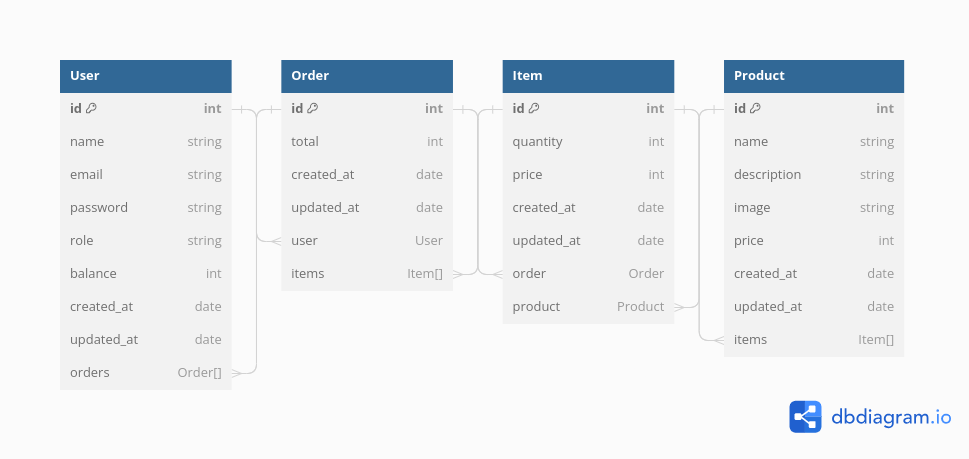 User
id int
name string
email string
password string
role string
balance int
created_at date
updated_at date
orders Order[]
Order
id int
total int
created_at date
updated_at date
user User
items Item[]
Item
id int
quantity int
price int
created_at date
updated_at date
order Order
product Product
Product
id int
name string
description string
image string
price int
created_at date
updated_at date
items Item[]
dbdiagram.io